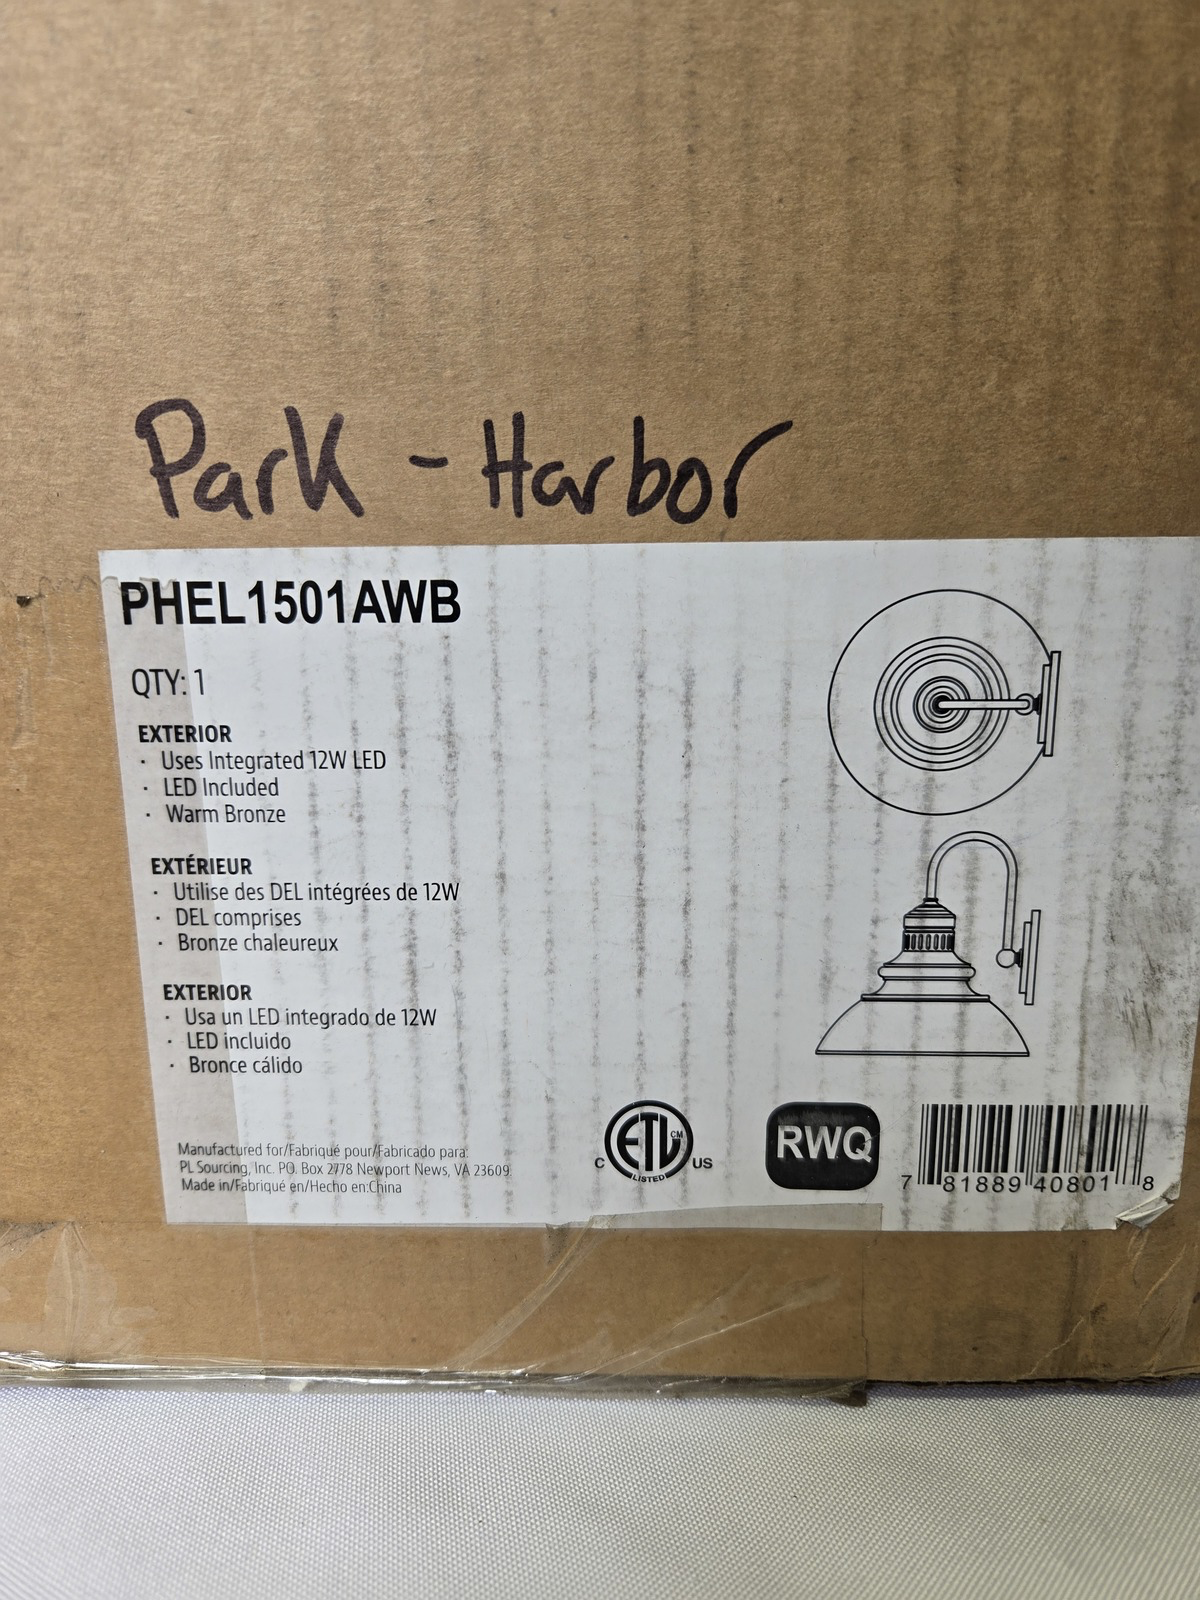 Park - Harbor
PHEL1501AWB
QTY: 1
EXTERIOR
· Uses Integrated 12W LED
· LED Included
· Warm Bronze
EXTÉRIEUR
· Utilise des DEL intégrées de 12W
· DEL comprises
· Bronze chaleureux
EXTERIOR
· Usa un LED integrado de 12W
· LED incluido
· Bronce cálido
Manufactured for/Fabriqué pour/Fabricado para:
PL Sourcing, Inc. P.O. Box 2778 Newport News, VA 23609
Made in/Fabriqué en/Hecho en:China
C ETL CM US
LISTED
RWQ
7 81889 40801 8